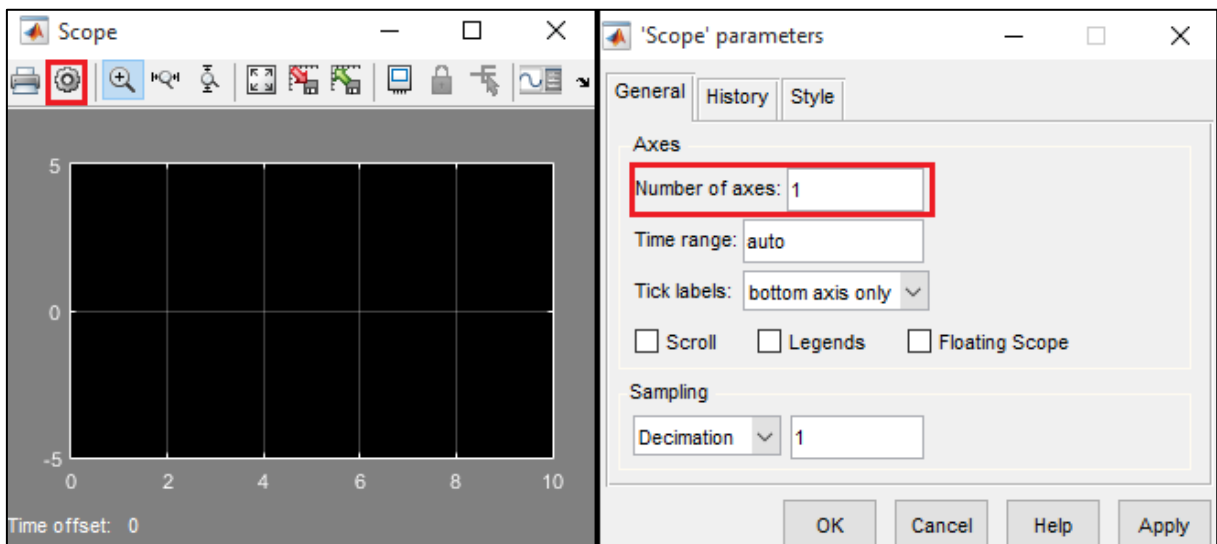 Scope
5
0
-5
0 2 4 6 8 10
Time offset: 0
'Scope' parameters
General History Style
Axes
Number of axes: 1
Time range: auto
Tick labels: bottom axis only
Scroll Legends Floating Scope
Sampling
Decimation 1
OK Cancel Help Apply